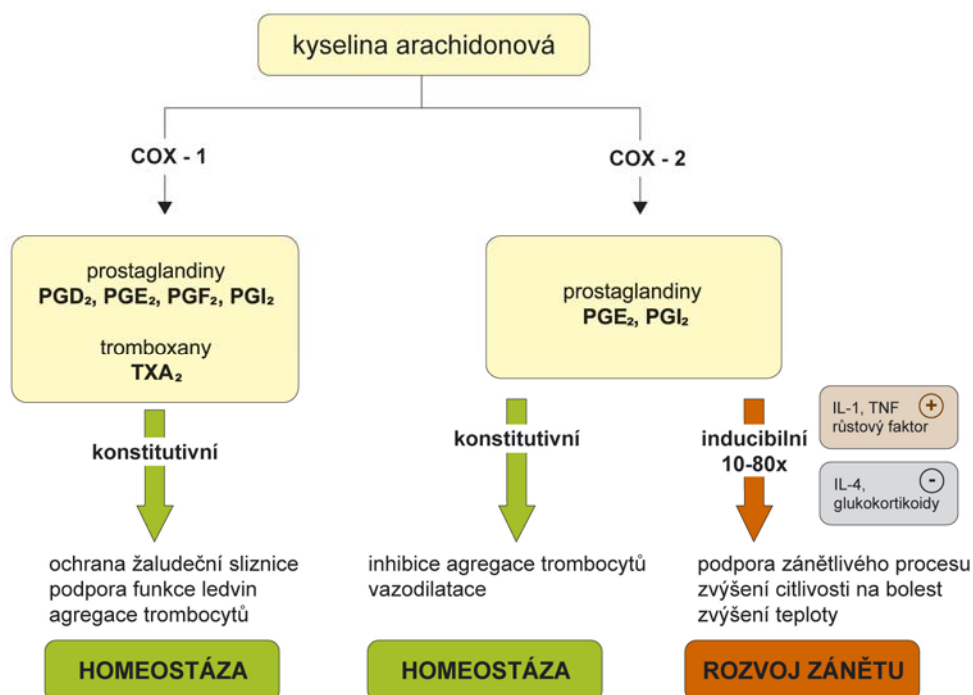 kyselina arachidonová
COX - 1
COX - 2
prostaglandiny
PGD₂, PGE₂, PGF₂, PGI₂
tromboxany
TXA₂
prostaglandiny
PGE₂, PGI₂
konstitutivní
konstitutivní
inducibilní
10-80x
IL-1, TNF +
růstový faktor
IL-4, -
glukokortikoidy
ochrana žaludeční sliznice
podpora funkce ledvin
agregace trombocytů
inhibice agregace trombocytů
vazodilatace
podpora zánětlivého procesu
zvýšení citlivosti na bolest
zvýšení teploty
HOMEOSTÁZA
HOMEOSTÁZA
ROZVOJ ZÁNĚTU